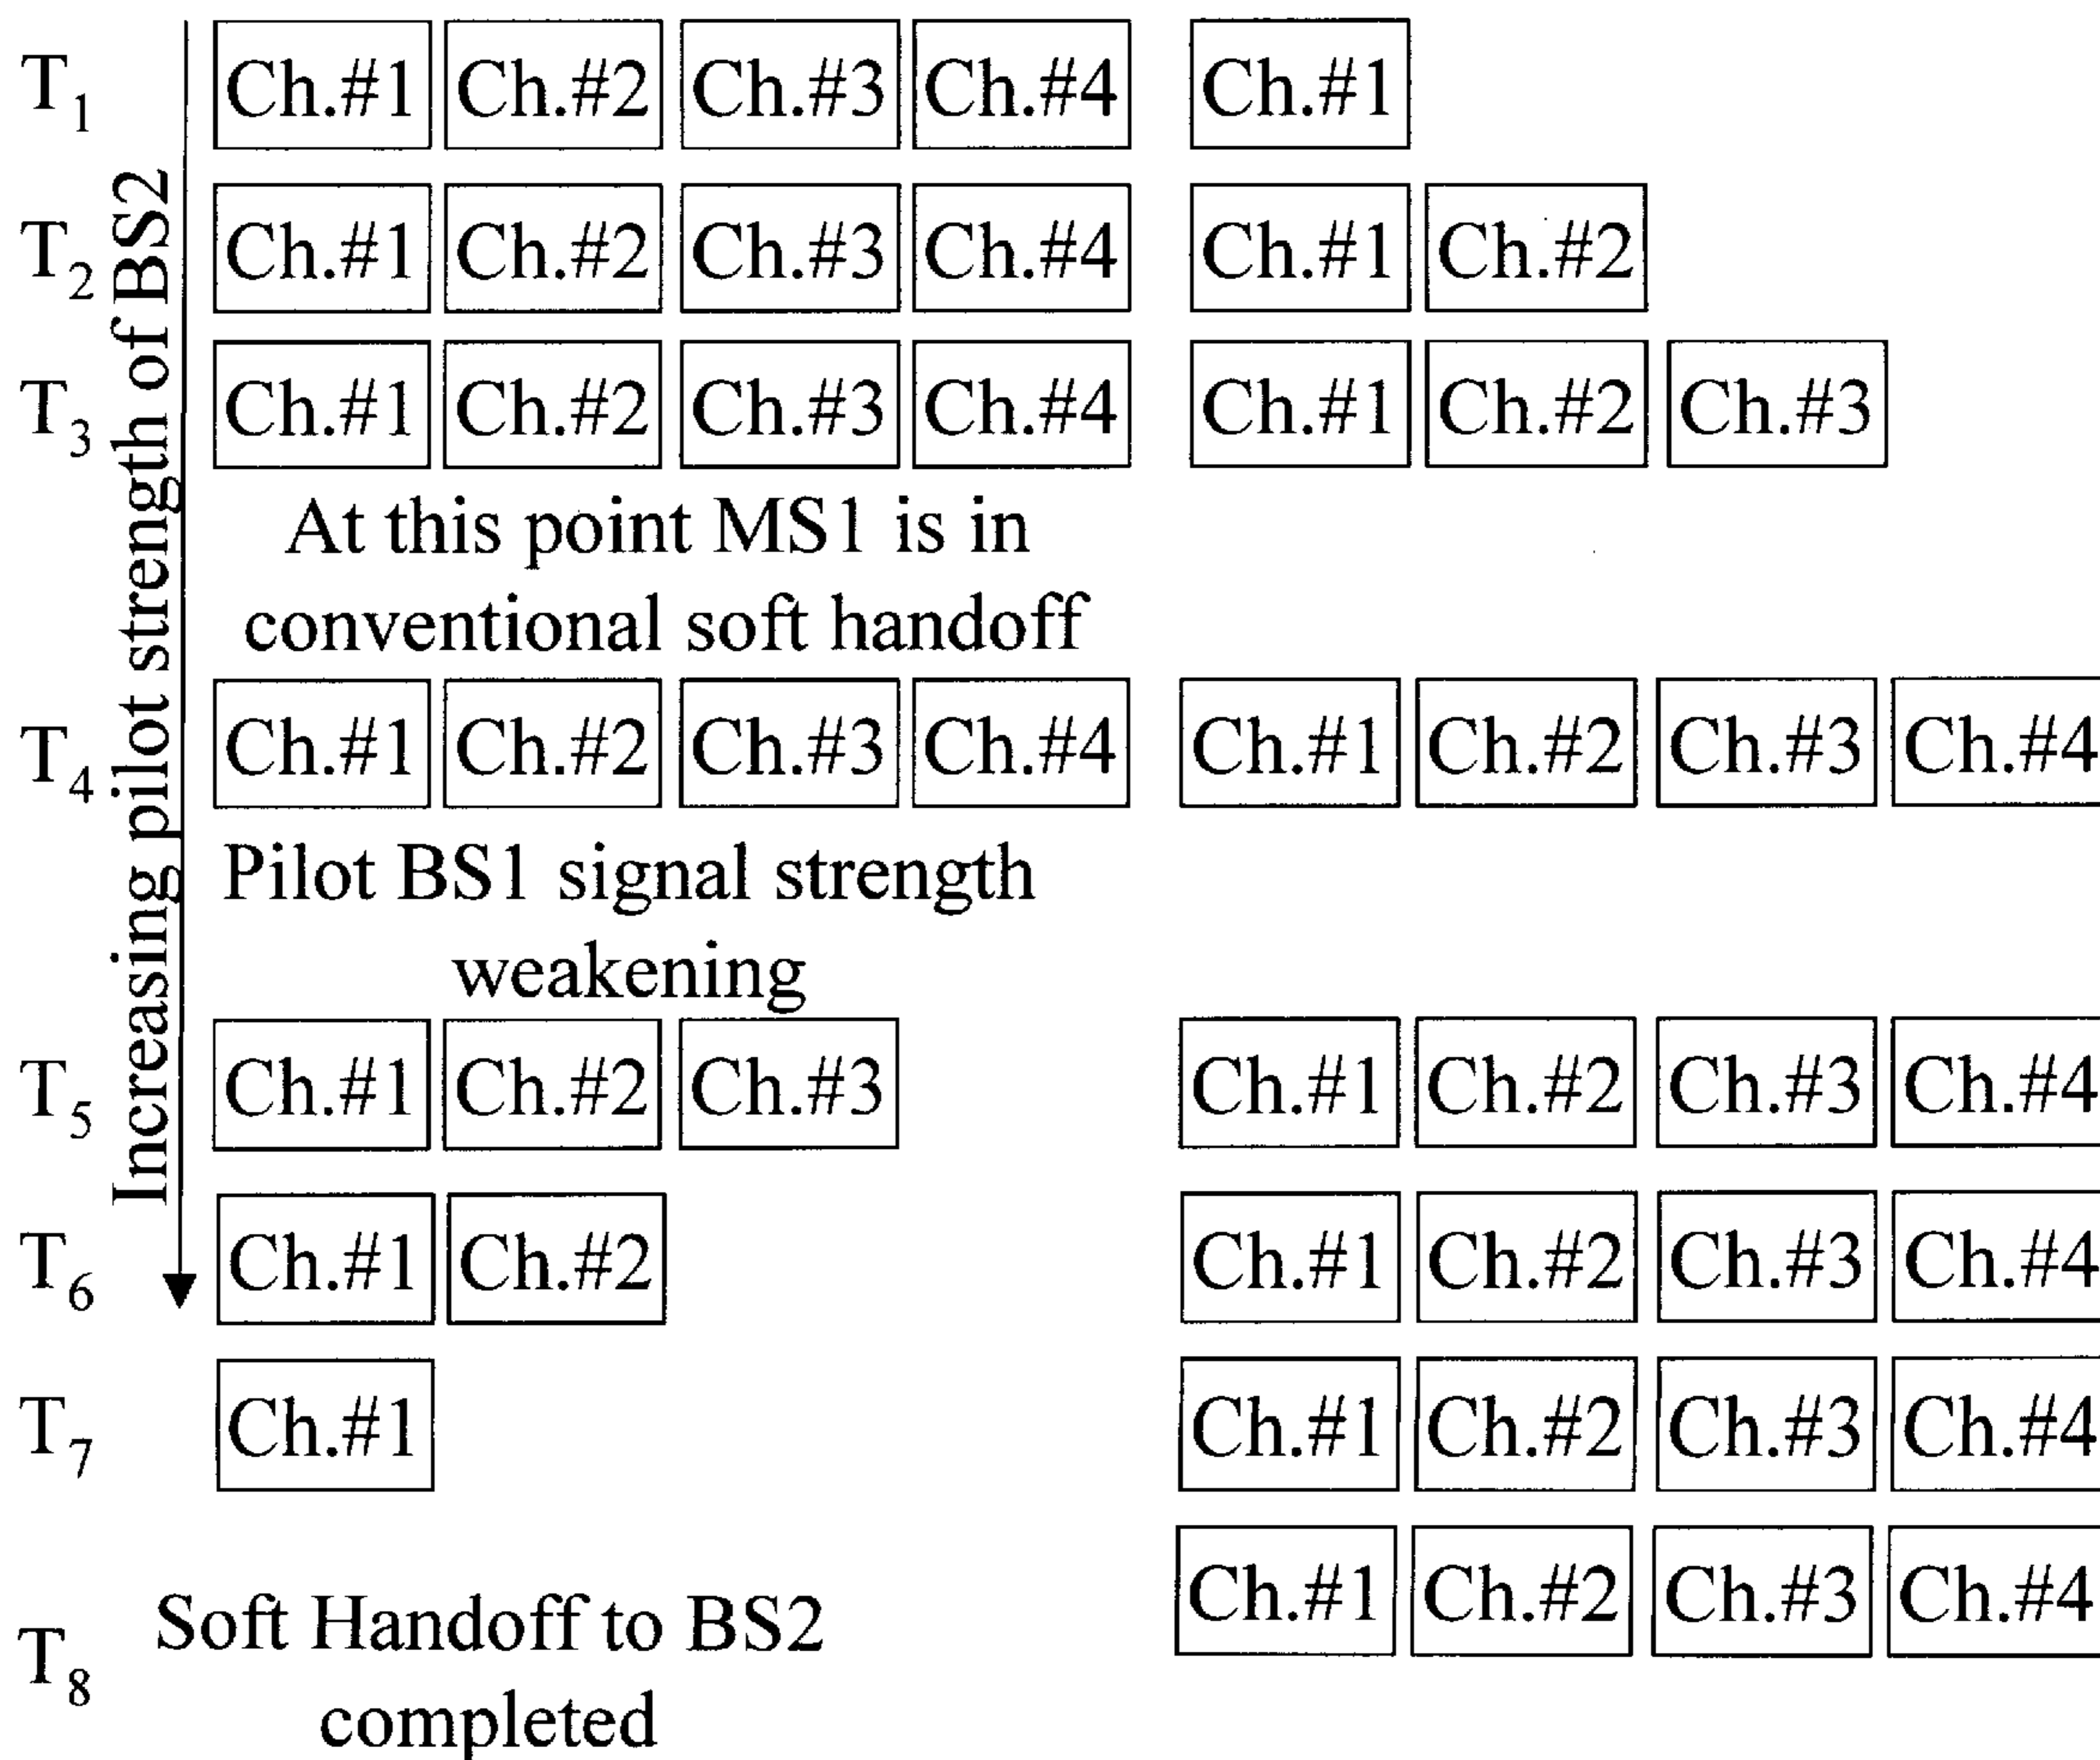 Increasing pilot strength of BS2
T1 Ch.#1 Ch.#2 Ch.#3 Ch.#4 Ch.#1
T2 Ch.#1 Ch.#2 Ch.#3 Ch.#4 Ch.#1 Ch.#2
T3 Ch.#1 Ch.#2 Ch.#3 Ch.#4 Ch.#1 Ch.#2 Ch.#3
At this point MS1 is in
conventional soft handoff
T4 Ch.#1 Ch.#2 Ch.#3 Ch.#4 Ch.#1 Ch.#2 Ch.#3 Ch.#4
Pilot BS1 signal strength
weakening
T5 Ch.#1 Ch.#2 Ch.#3 Ch.#1 Ch.#2 Ch.#3 Ch.#4
T6 Ch.#1 Ch.#2 Ch.#1 Ch.#2 Ch.#3 Ch.#4
T7 Ch.#1 Ch.#1 Ch.#2 Ch.#3 Ch.#4
Ch.#1 Ch.#2 Ch.#3 Ch.#4
T8 Soft Handoff to BS2
completed